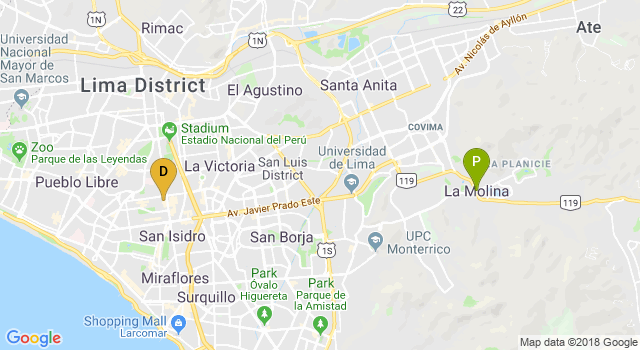 Rimac
1N
Universidad
Nacional
Mayor de
San Marcos
Lima District
El Agustino
Santa Anita
22
Av. Nicolás de Ayllón
Ate
1N
COVIMA
Stadium
Estadio Nacional del Perú
Zoo
Parque de las Leyendas
La Victoria
San Luis
District
Universidad
de Lima
Pueblo Libre
D
P
A PLANICIE
119
La Molina
119
Av. Javier Prado Este
San Isidro
San Borja
1S
UPC
Monterrico
Miraflores
Surquillo
Park
Óvalo
Higuereta
Park
Parque de
la Amistad
Shopping Mall
Larcomar
Google
Map data ©2018 Google